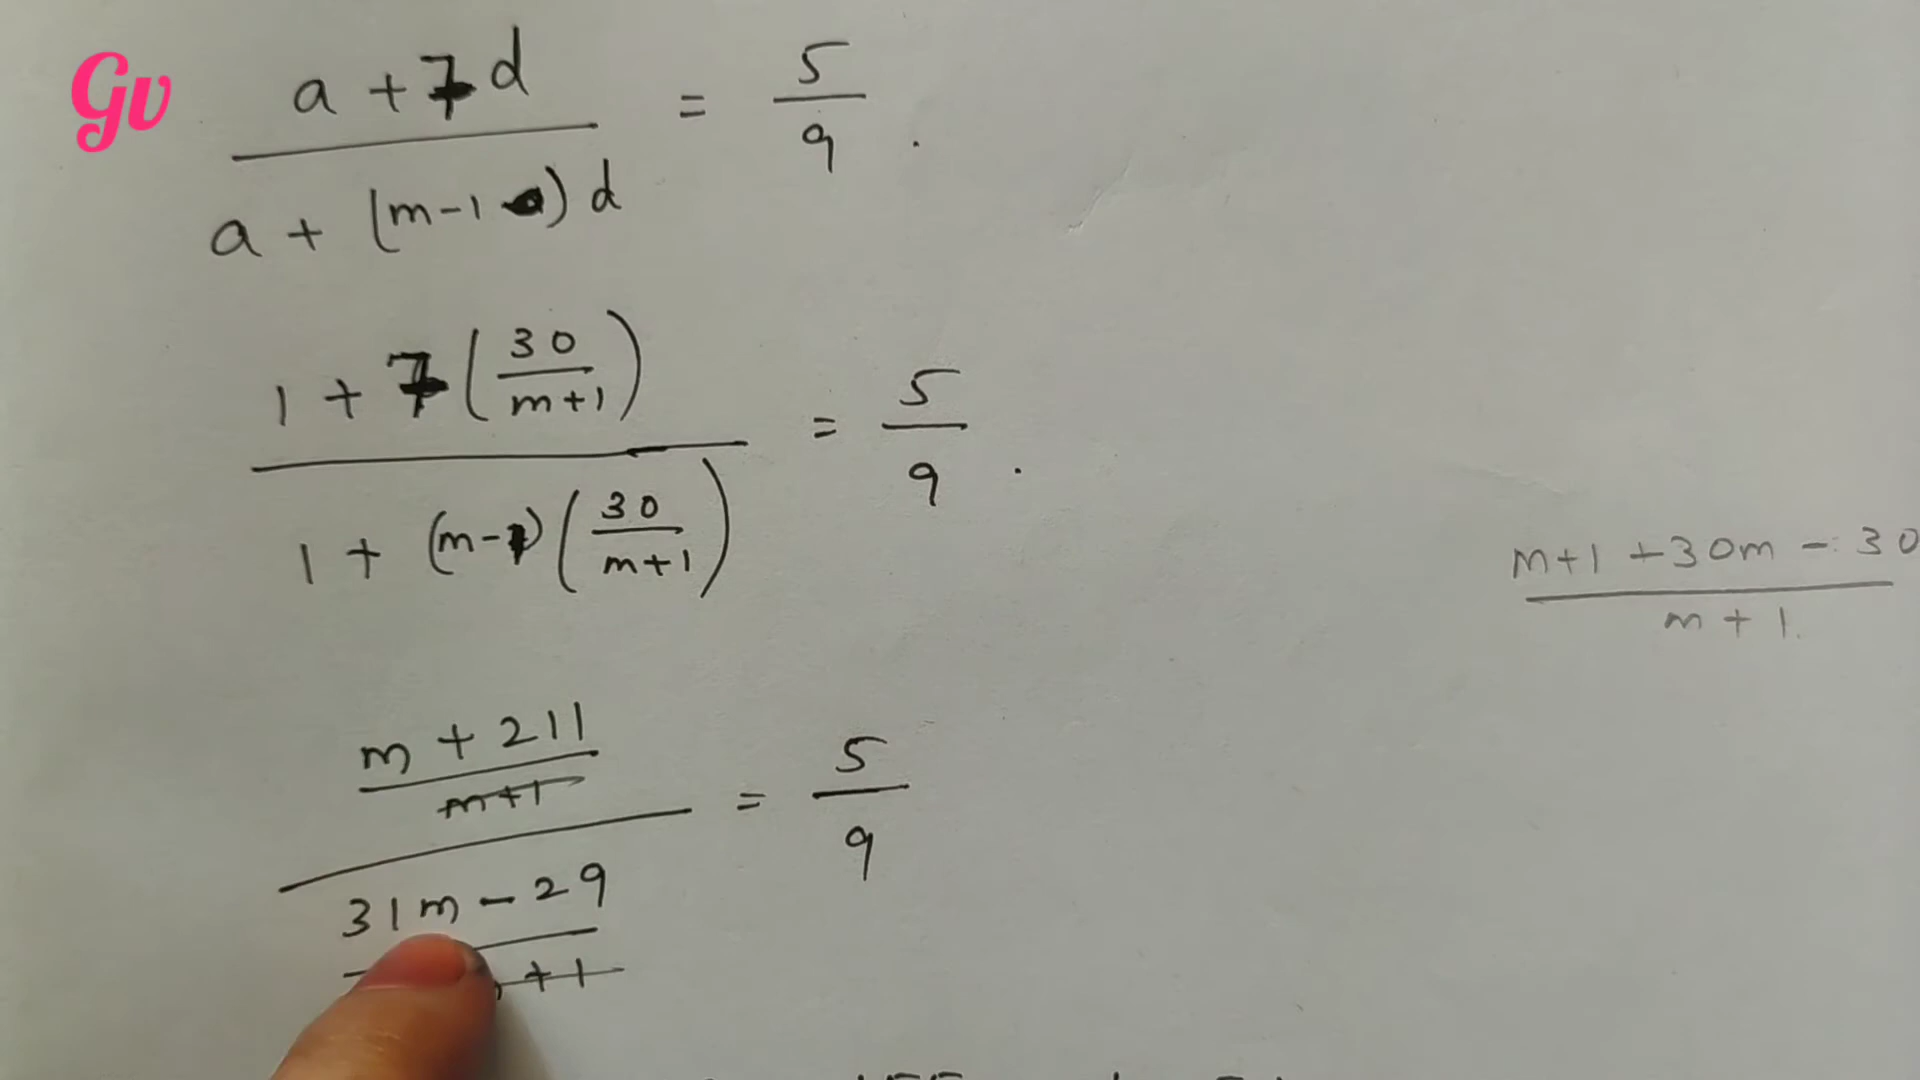 Gv
a + 7d / a + (m-1)d = 5/9 .
1 + 7(30/m+1) / 1 + (m-1)(30/m+1) = 5/9 .
m+1 +30m - 30 / m + 1.
m + 211 / m+1 / 31m - 29 / +1 = 5/9